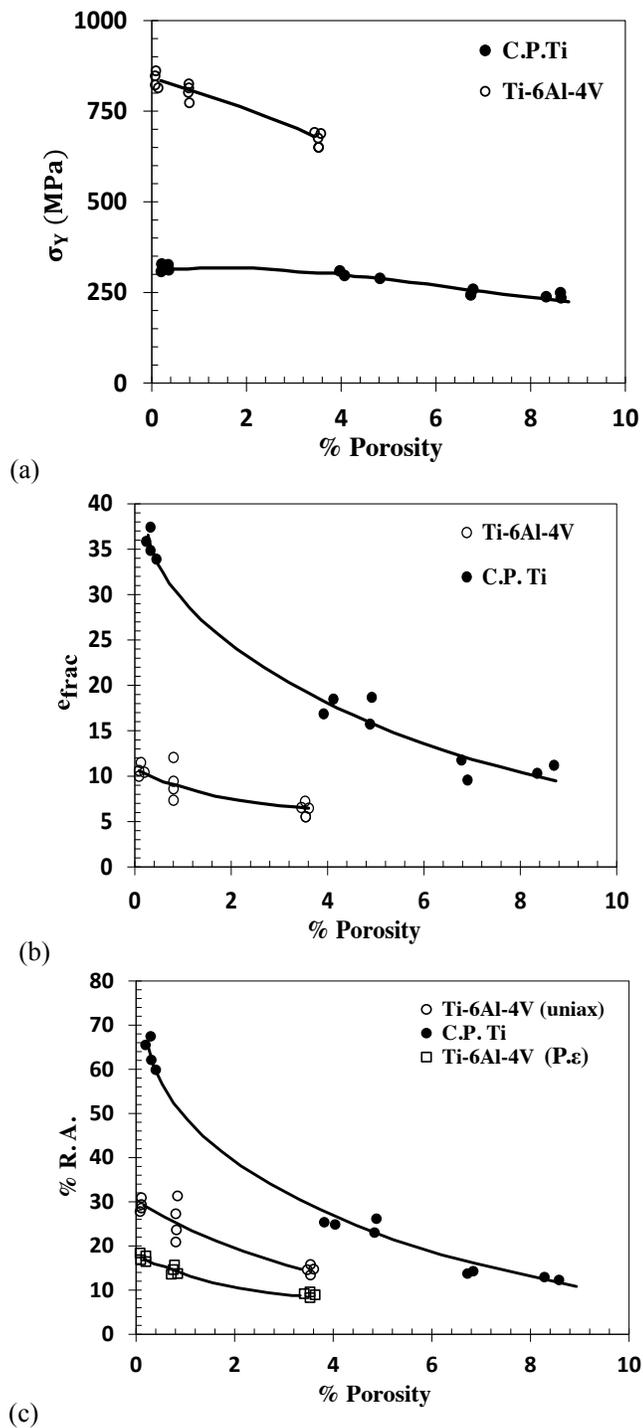 1000
750
500
250
0
σY (MPa)
C.P.Ti
Ti-6Al-4V
0 2 4 6 8 10
% Porosity
(a)
40
35
30
25
20
15
10
5
0
efrac
Ti-6Al-4V
C.P. Ti
0 2 4 6 8 10
% Porosity
(b)
80
70
60
50
40
30
20
10
0
% R.A.
Ti-6Al-4V (uniax)
C.P. Ti
Ti-6Al-4V (P.ε)
0 2 4 6 8 10
% Porosity
(c)